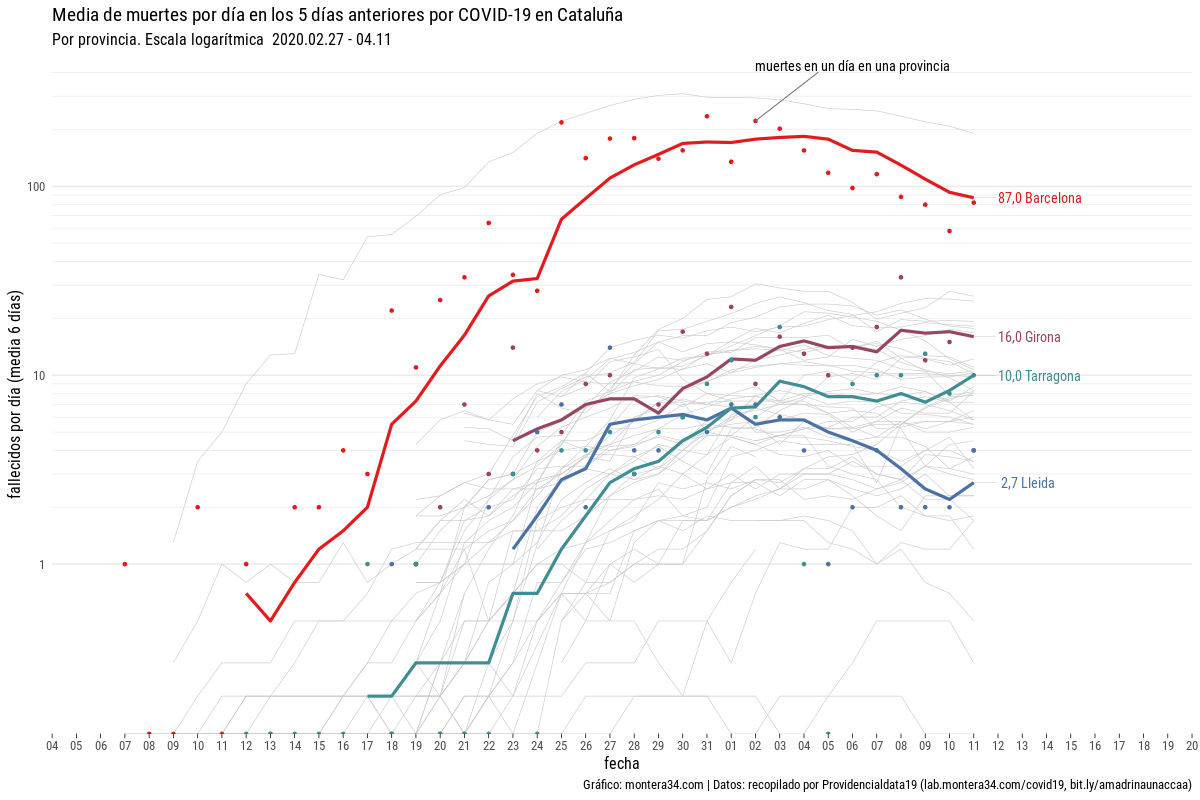 Media de muertes por día en los 5 días anteriores por COVID-19 en Cataluña
Por provincia. Escala logarítmica  2020.02.27 - 04.11
muertes en un día en una provincia
100
10
1
fallecidos por día (media 6 días)
87,0 Barcelona
16,0 Girona
10,0 Tarragona
2,7 Lleida
04 05 06 07 08 09 10 11 12 13 14 15 16 17 18 19 20 21 22 23 24 25 26 27 28 29 30 31 01 02 03 04 05 06 07 08 09 10 11 12 13 14 15 16 17 18 19 20
fecha
Gráfico: montera34.com | Datos: recopilado por Providencialdata19 (lab.montera34.com/covid19, bit.ly/amadrinaunaccaa)